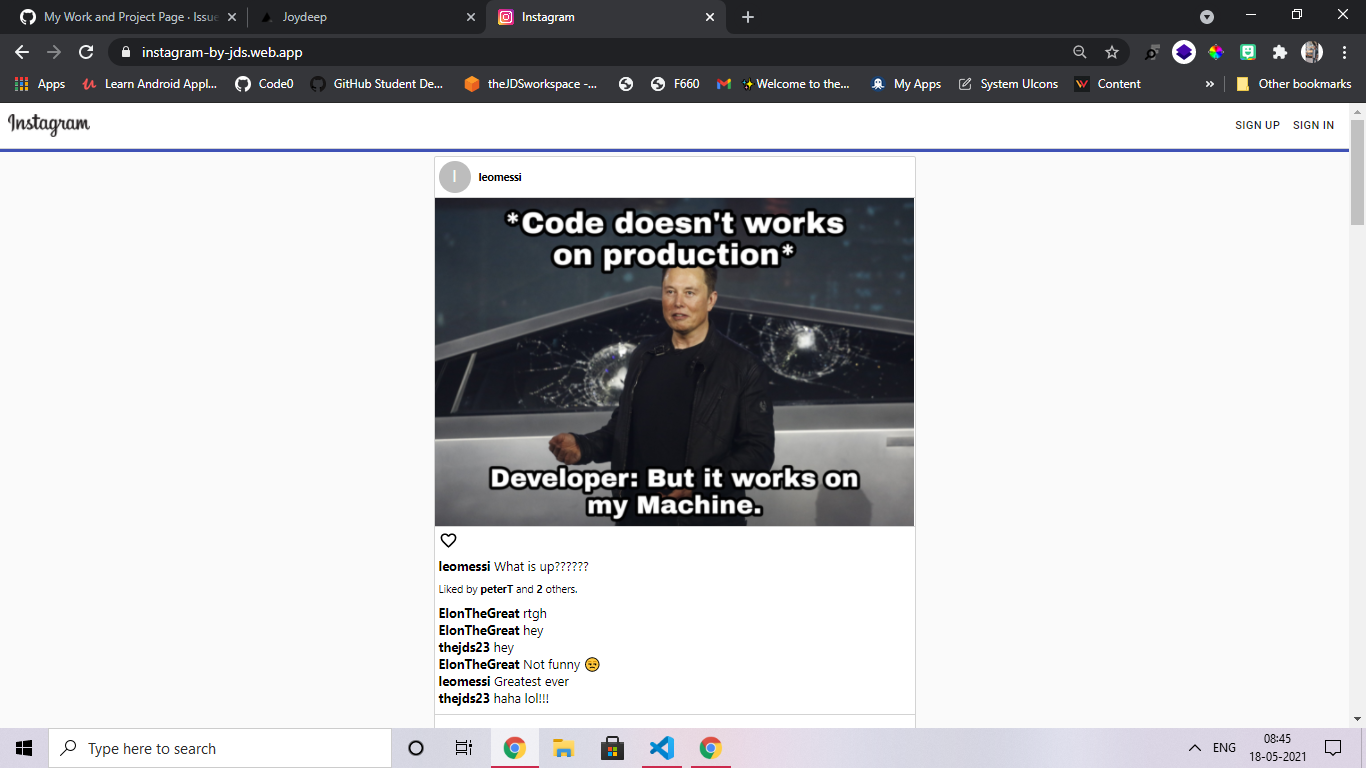 My Work and Project Page · Issue
Joydeep
Instagram
instagram-by-jds.web.app
Apps
Learn Android Appl...
Code0
GitHub Student De...
theJDSworkspace -...
F660
✨Welcome to the...
My Apps
System UIcons
Content
»
Other bookmarks
Instagram
SIGN UP
SIGN IN
l
leomessi
*Code doesn't works
on production*
Developer: But it works on
my Machine.
leomessi What is up??????
Liked by peterT and 2 others.
ElonTheGreat rtgh
ElonTheGreat hey
thejds23 hey
ElonTheGreat Not funny 😒
leomessi Greatest ever
thejds23 haha lol!!!
Type here to search
ENG
08:45
18-05-2021